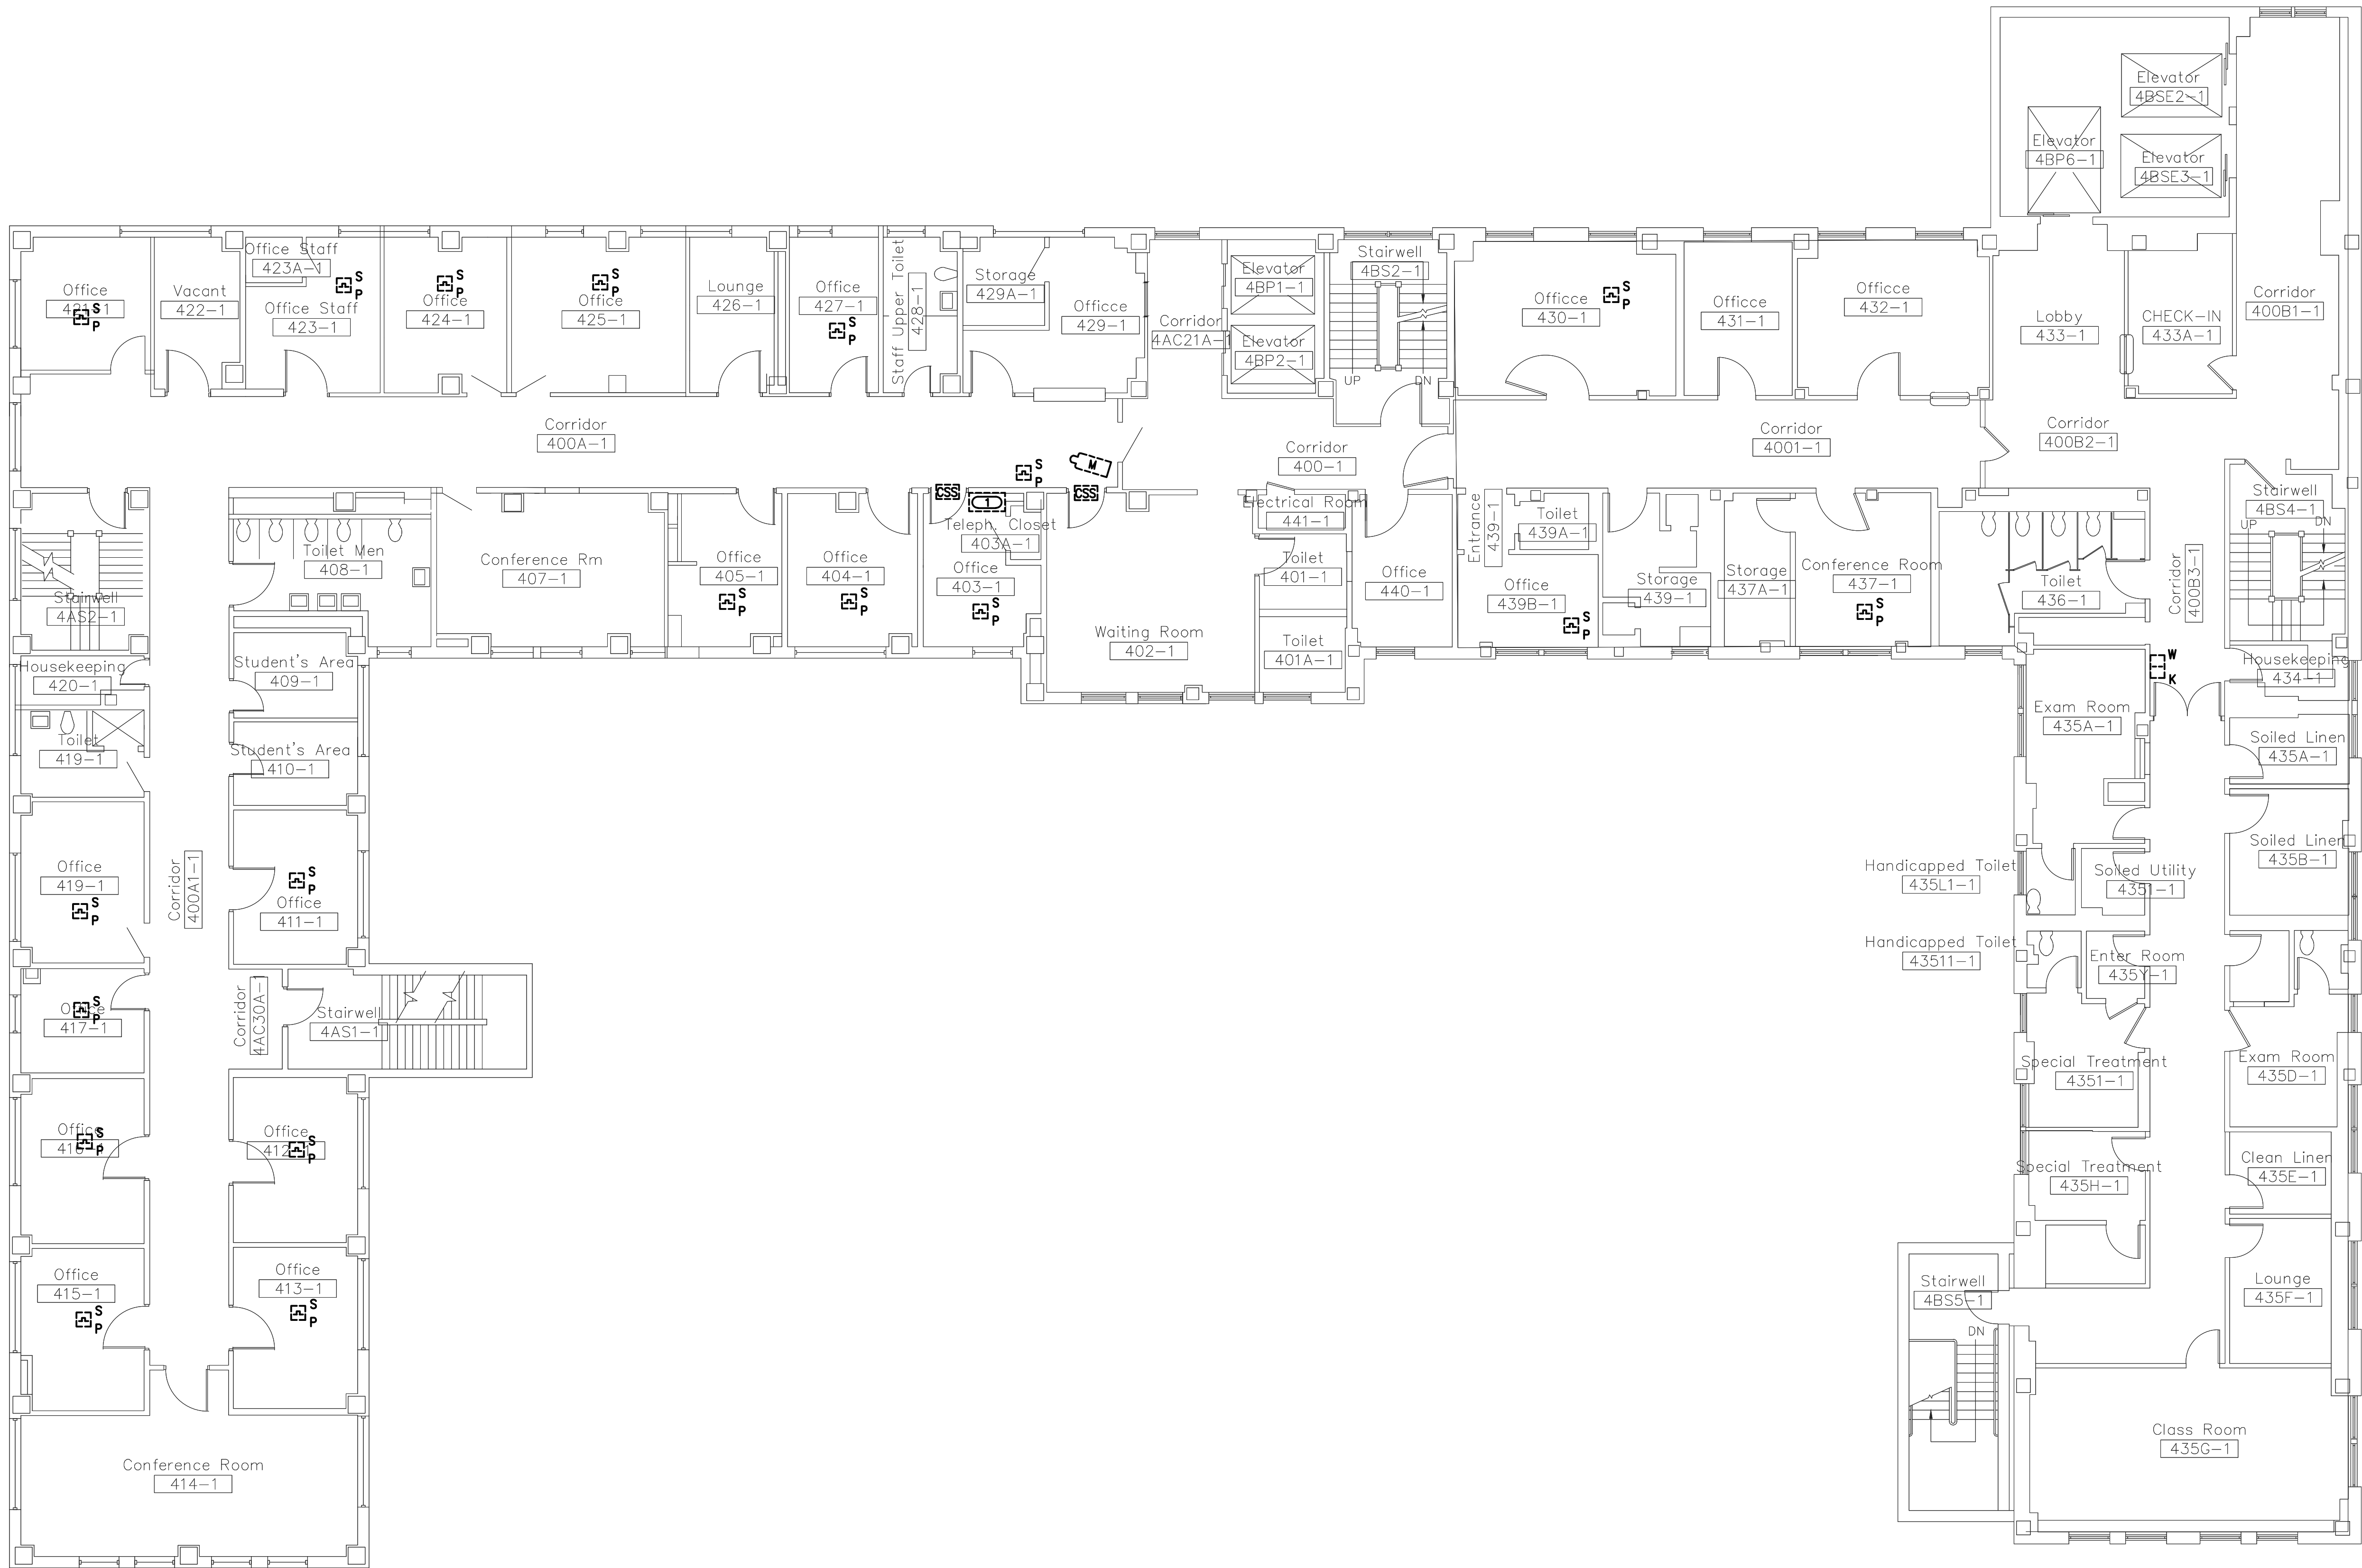 Elevator
4BSE2-1
Elevator
4BP6-1
Elevator
4BSE3-1
Office
421-1
S
P
Vacant
422-1
Office Staff
423A-1
S
P
Office Staff
423-1
S
P
Office
424-1
S
P
Office
425-1
Lounge
426-1
Office
427-1
S
P
Staff Upper Toilet
428-1
Storage
429A-1
Officce
429-1
Corridor
4AC21A-1
Elevator
4BP1-1
Elevator
4BP2-1
Stairwell
4BS2-1
UP
DN
Officce
430-1
S
P
Officce
431-1
Officce
432-1
Lobby
433-1
CHECK-IN
433A-1
Corridor
400B1-1
Corridor
400A-1
Corridor
400-1
Corridor
4001-1
Corridor
400B2-1
S
P
M
CSS
1
CSS
Stairwell
4AS2-1
Toilet Men
408-1
Conference Rm
407-1
Office
405-1
S
P
Office
404-1
S
P
Teleph. Closet
403A-1
Office
403-1
S
P
Waiting Room
402-1
Electrical Room
441-1
Toilet
401-1
Toilet
401A-1
Office
440-1
Entrance
439-1
Toilet
439A-1
Office
439B-1
S
P
Storage
439-1
Storage
437A-1
Conference Room
437-1
S
P
Toilet
436-1
Corridor
400B3-1
Stairwell
4BS4-1
UP
DN
Housekeeping
420-1
Student's Area
409-1
Toilet
419-1
Student's Area
410-1
W
K
Housekeeping
434-1
Exam Room
435A-1
Soiled Linen
435A-1
Office
419-1
S
P
Corridor
400A1-1
S
P
Office
411-1
Handicapped Toilet
435L1-1
Soiled Utility
4351-1
Soiled Linen
435B-1
Handicapped Toilet
43511-1
Enter Room
435Y-1
Office
417-1
S
P
Corridor
4AC30A-1
Stairwell
4AS1-1
Special Treatment
4351-1
Exam Room
435D-1
Office
416-1
S
P
Office
412-1
S
P
Special Treatment
435H-1
Clean Linen
435E-1
Office
415-1
S
P
Office
413-1
S
P
Stairwell
4BS5-1
DN
Lounge
435F-1
Conference Room
414-1
Class Room
435G-1